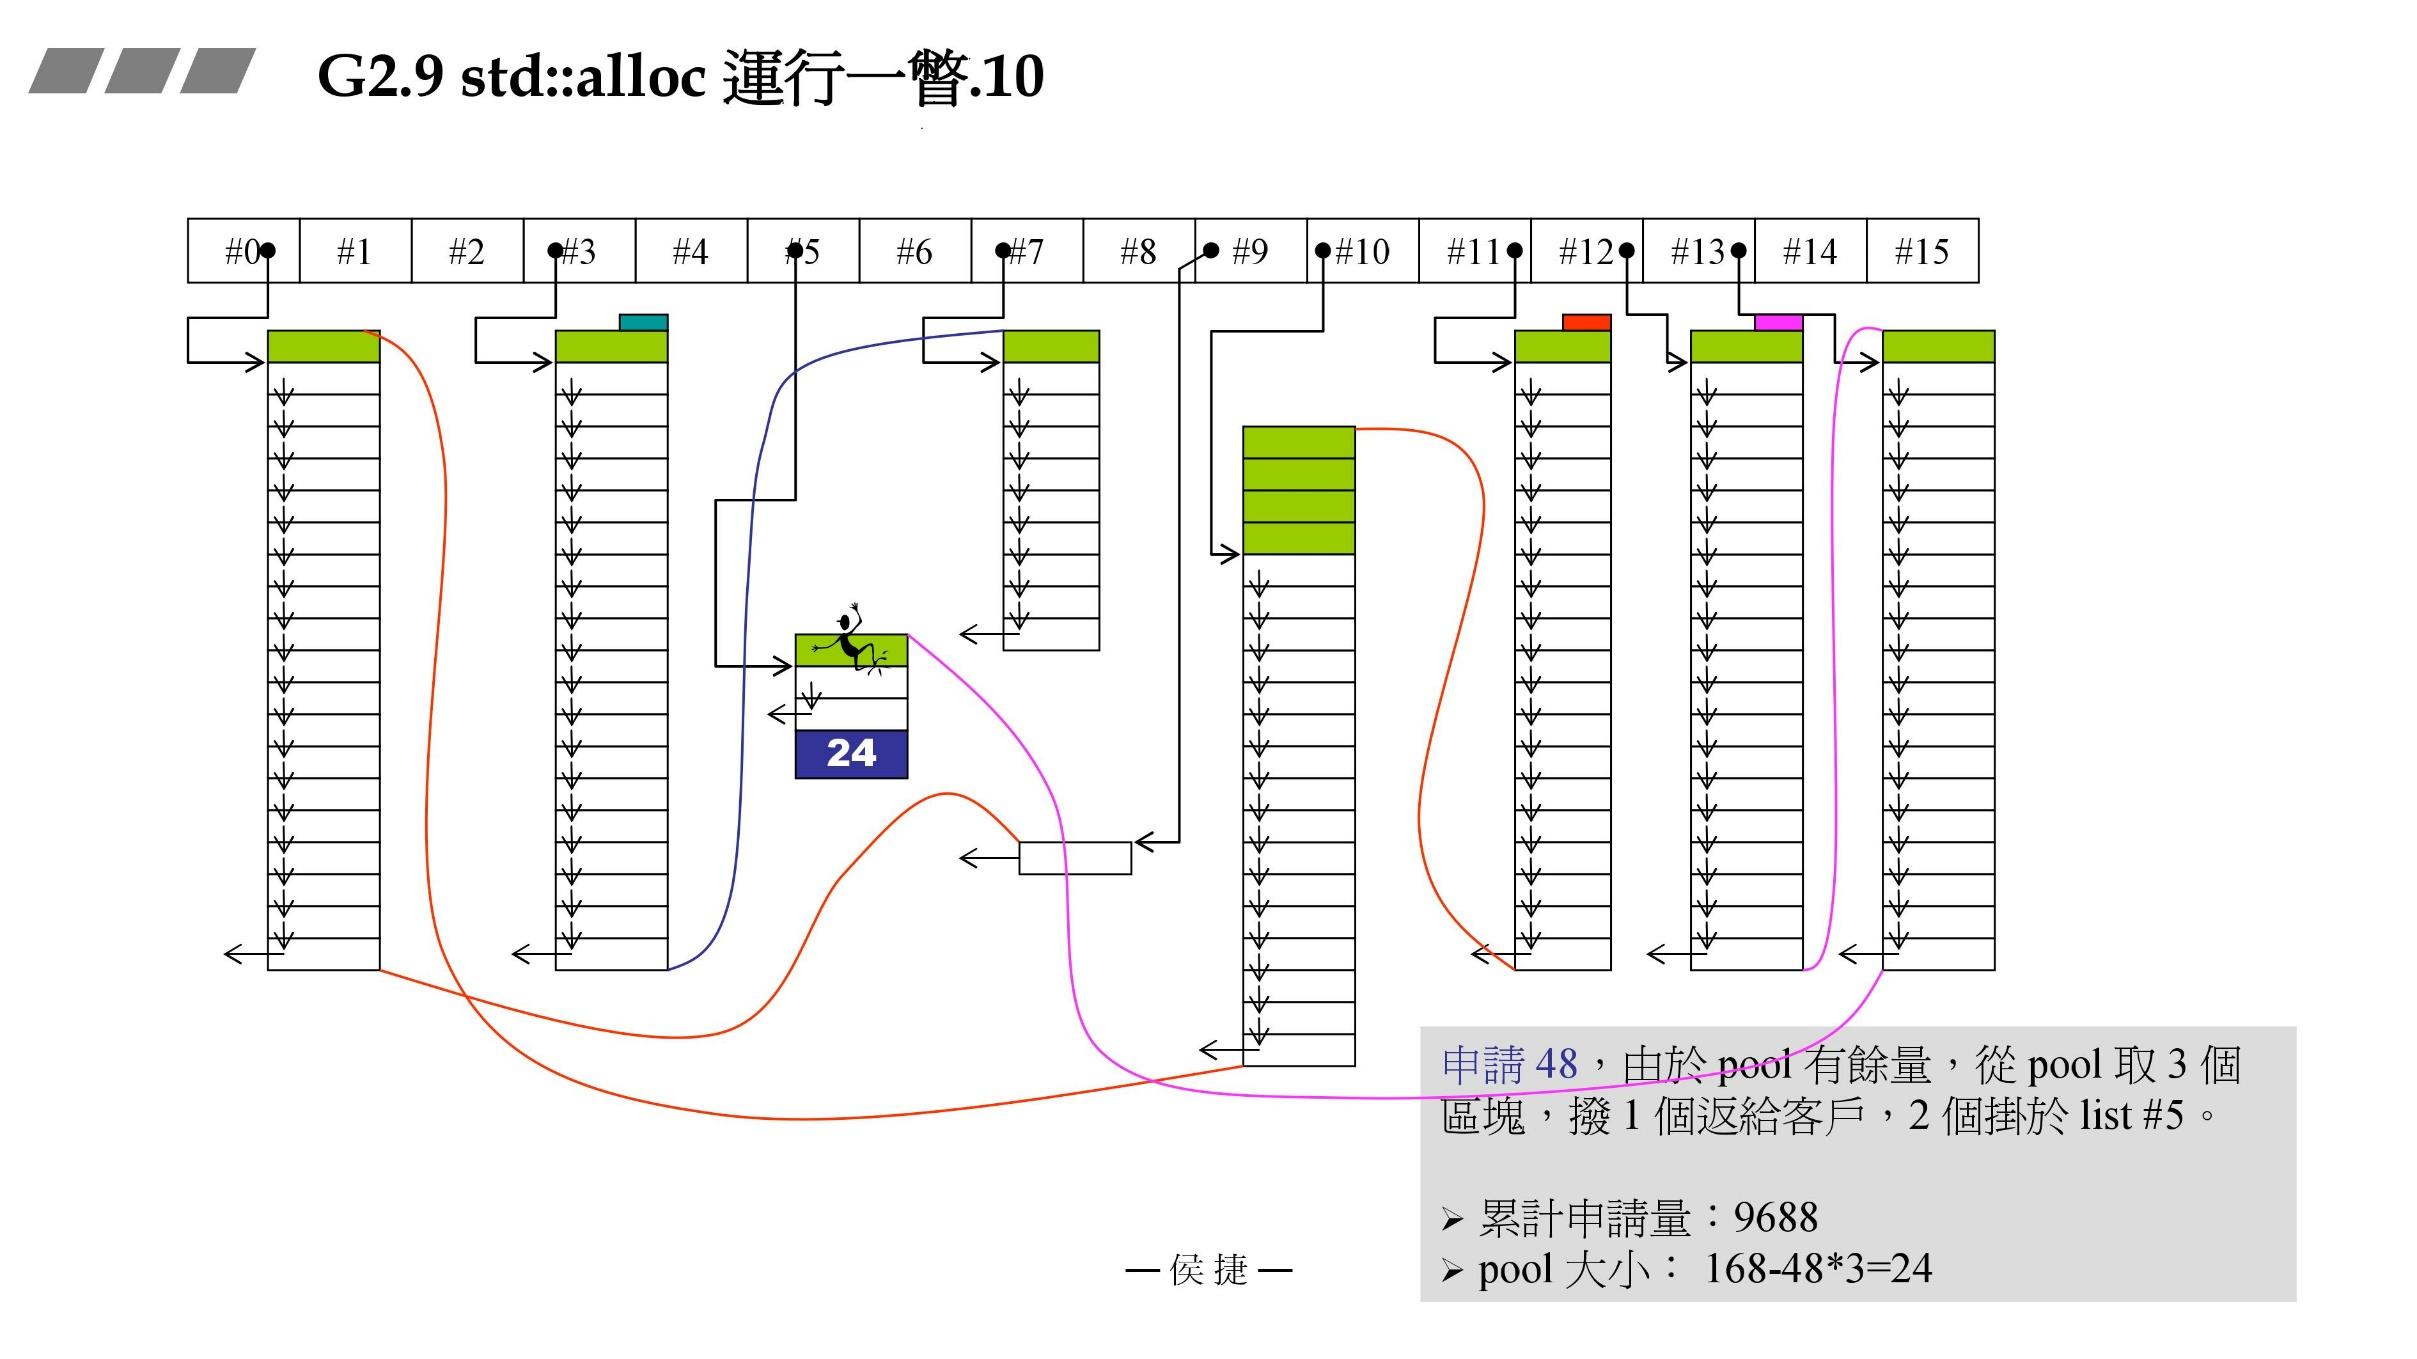 G2.9 std::alloc 運行一瞥.10
#0 #1 #2 #3 #4 #5 #6 #7 #8 #9 #10 #11 #12 #13 #14 #15
24
申請 48，由於 pool 有餘量，從 pool 取 3 個
區塊，撥 1 個返給客戶，2 個掛於 list #5。
➢ 累計申請量：9688
➢ pool 大小： 168-48*3=24
— 侯 捷 —